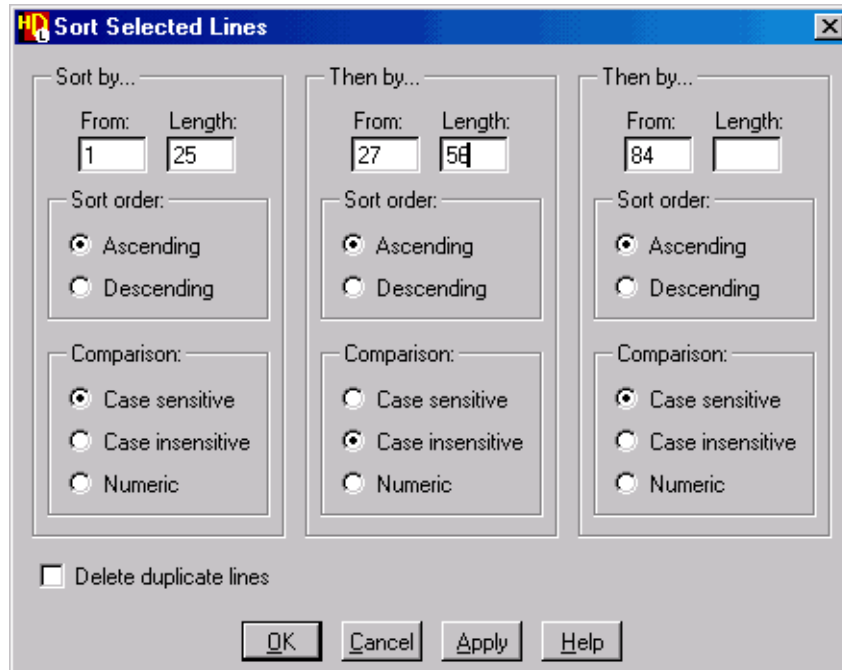 HD L Sort Selected Lines
Sort by...
From: Length:
1 25
Sort order:
Ascending
Descending
Comparison:
Case sensitive
Case insensitive
Numeric
Then by...
From: Length:
27 56
Sort order:
Ascending
Descending
Comparison:
Case sensitive
Case insensitive
Numeric
Then by...
From: Length:
84
Sort order:
Ascending
Descending
Comparison:
Case sensitive
Case insensitive
Numeric
Delete duplicate lines
OK Cancel Apply Help